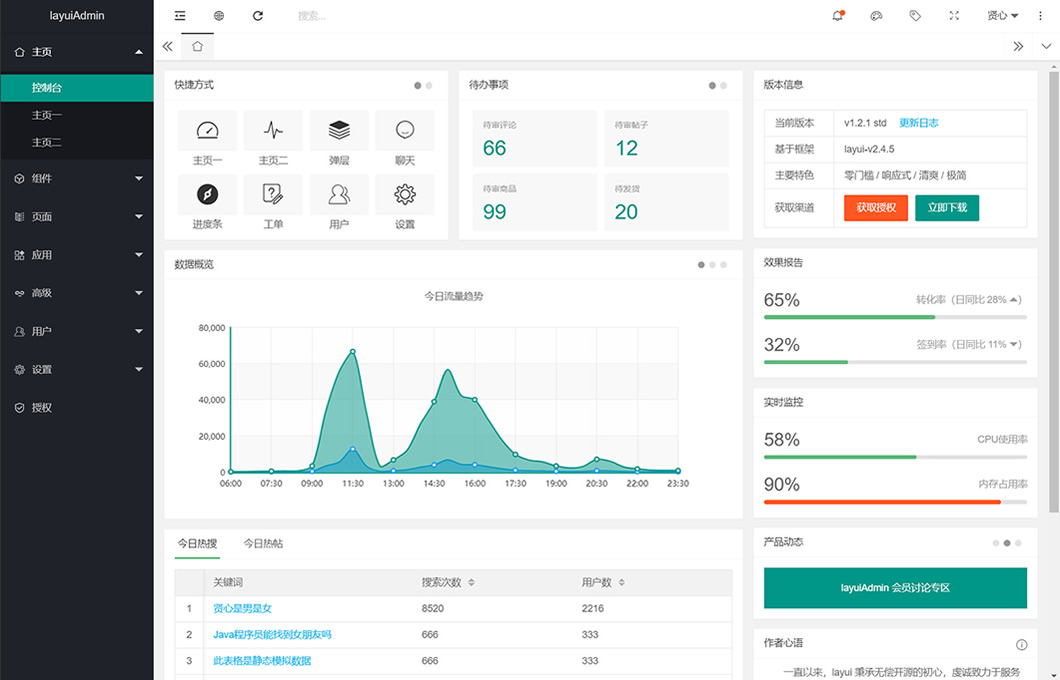 layuiAdmin
搜索...
贤心
主页
控制台
主页一
主页二
组件
页面
应用
高级
用户
设置
授权
快捷方式
主页一
主页二
弹层
聊天
进度条
工单
用户
设置
待办事项
待审评论
66
待审帖子
12
待审商品
99
待发货
20
版本信息
当前版本 v1.2.1 std 更新日志
基于框架 layui-v2.4.5
主要特色 零门槛 / 响应式 / 清爽 / 极简
获取渠道 获取授权 立即下载
数据概览
今日流量趋势
80,000
60,000
40,000
20,000
0
06:00 07:30 09:00 11:30 13:00 14:30 16:00 17:30 19:00 20:30 22:00 23:30
效果报告
65% 转化率（日同比 28% ）
32% 签到率（日同比 11% ）
实时监控
58% CPU使用率
90% 内存占用率
今日热搜 今日热帖
关键词 搜索次数 用户数
1 贤心是男是女 8520 2216
2 Java程序员能找到女朋友吗 666 333
3 此表格是静态模拟数据 666 333
产品动态
layuiAdmin 会员讨论专区
作者心语
一直以来，layui 秉承无偿开源的初心，虔诚致力于服务